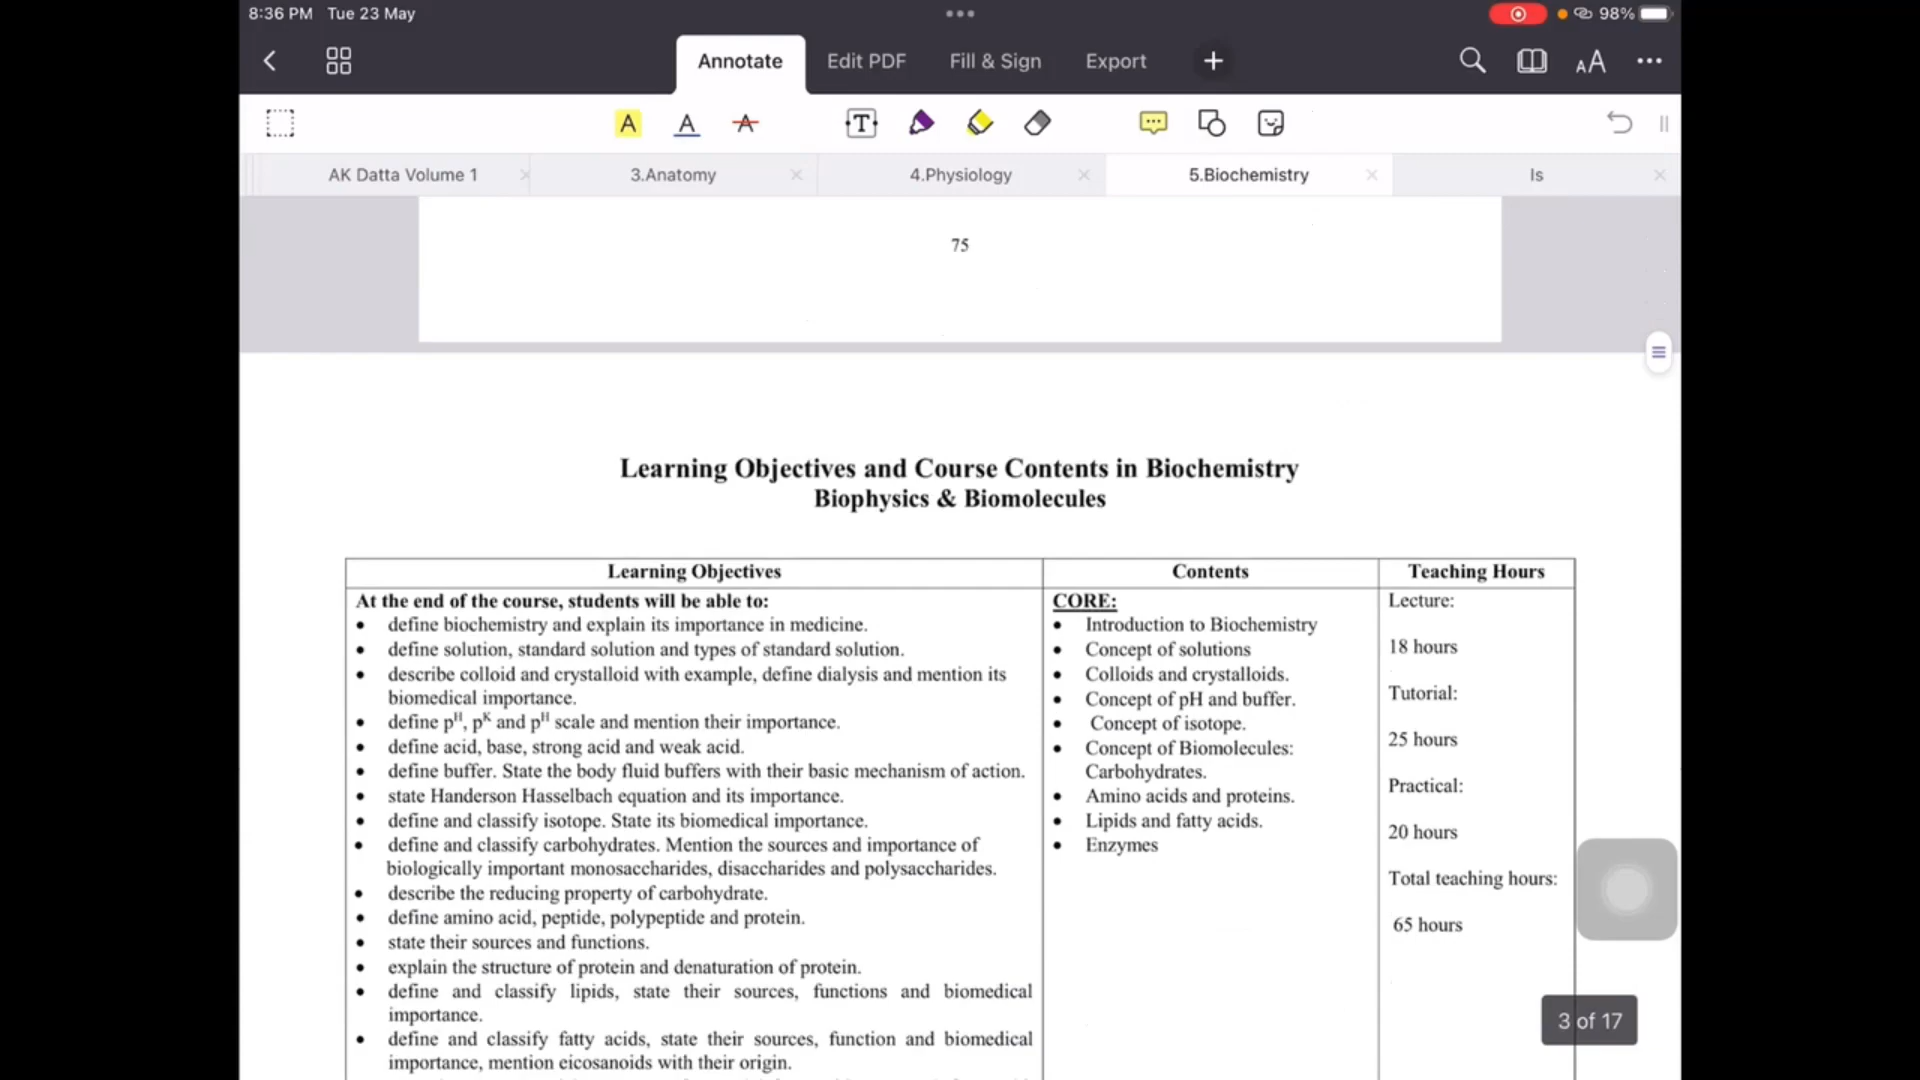 8:36 PM Tue 23 May
98%
Annotate Edit PDF Fill & Sign Export
AK Datta Volume 1 3.Anatomy 4.Physiology 5.Biochemistry Is
75
Learning Objectives and Course Contents in Biochemistry
Biophysics & Biomolecules
Learning Objectives
At the end of the course, students will be able to:
• define biochemistry and explain its importance in medicine.
• define solution, standard solution and types of standard solution.
• describe colloid and crystalloid with example, define dialysis and mention its
biomedical importance.
• define pᴴ, pᴷ and pᴴ scale and mention their importance.
• define acid, base, strong acid and weak acid.
• define buffer. State the body fluid buffers with their basic mechanism of action.
• state Handerson Hasselbach equation and its importance.
• define and classify isotope. State its biomedical importance.
• define and classify carbohydrates. Mention the sources and importance of
biologically important monosaccharides, disaccharides and polysaccharides.
• describe the reducing property of carbohydrate.
• define amino acid, peptide, polypeptide and protein.
• state their sources and functions.
• explain the structure of protein and denaturation of protein.
• define and classify lipids, state their sources, functions and biomedical
importance.
• define and classify fatty acids, state their sources, function and biomedical
importance, mention eicosanoids with their origin.
Contents
CORE:
• Introduction to Biochemistry
• Concept of solutions
• Colloids and crystalloids.
• Concept of pH and buffer.
• Concept of isotope.
• Concept of Biomolecules:
Carbohydrates.
• Amino acids and proteins.
• Lipids and fatty acids.
• Enzymes
Teaching Hours
Lecture:
18 hours
Tutorial:
25 hours
Practical:
20 hours
Total teaching hours:
65 hours
3 of 17